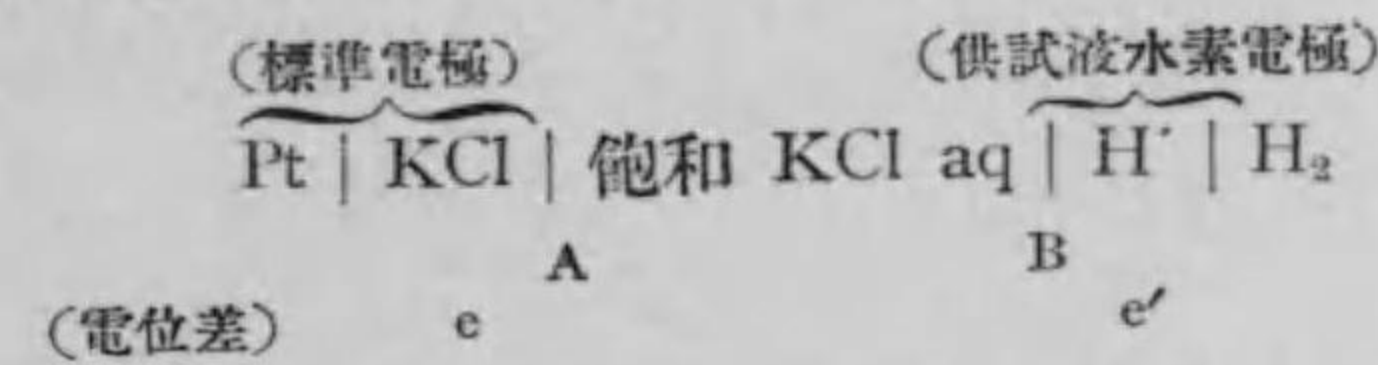 (標準電極) (供試液水素電極)
Pt | KCl | 飽和 KCl aq | H˙ | H₂
A B
(電位差) e e′